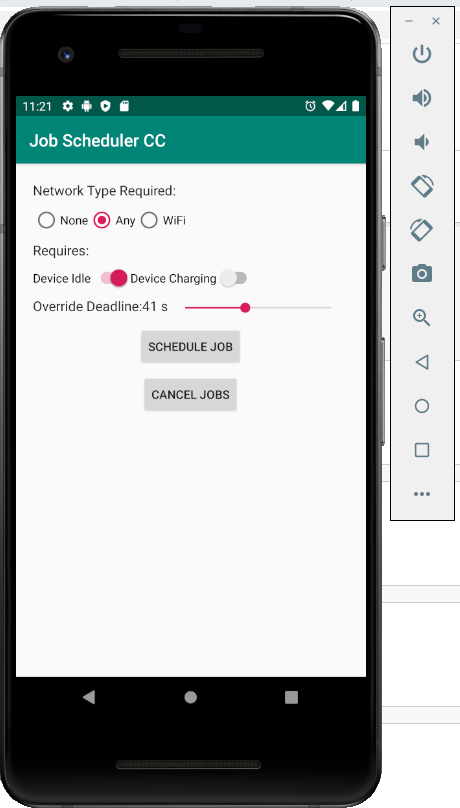 11:21
Job Scheduler CC
Network Type Required:
None Any WiFi
Requires:
Device Idle Device Charging
Override Deadline:41 s
SCHEDULE JOB
CANCEL JOBS